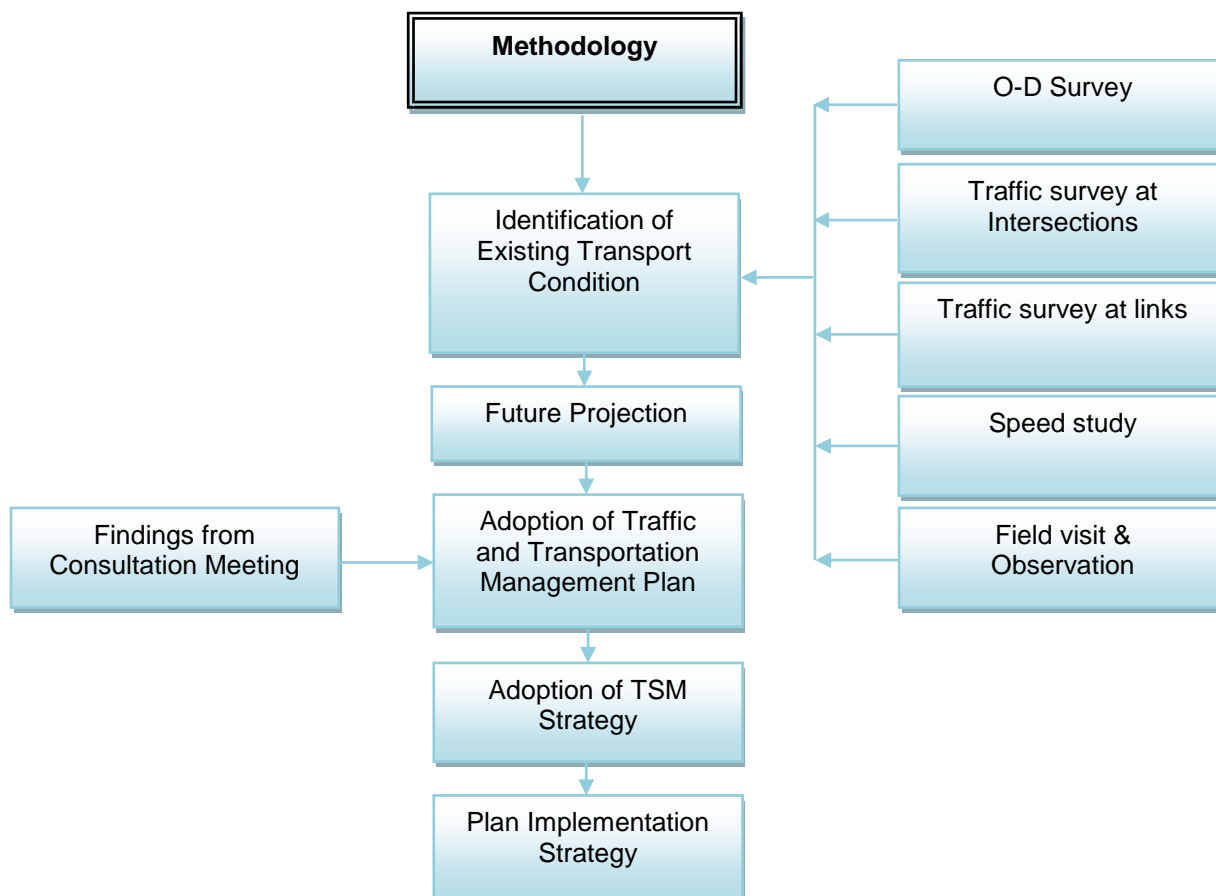 Methodology
O-D Survey
Traffic survey at
Intersections
Identification of
Existing Transport
Condition
Traffic survey at links
Future Projection
Speed study
Findings from
Consultation Meeting
Adoption of Traffic
and Transportation
Management Plan
Field visit &
Observation
Adoption of TSM
Strategy
Plan Implementation
Strategy